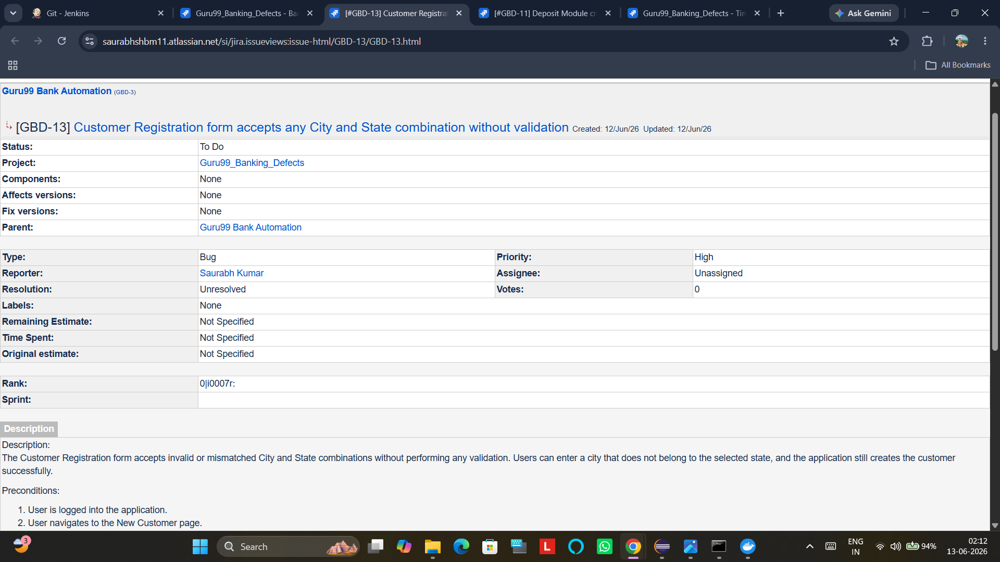 Git - Jenkins
Guru99_Banking_Defects - Ba
[#GBD-13] Customer Registra
[#GBD-11] Deposit Module cr
Guru99_Banking_Defects - Tin
Ask Gemini
saurabhshbm11.atlassian.net/si/jira.issueviews:issue-html/GBD-13/GBD-13.html
All Bookmarks
Guru99 Bank Automation (GBD-3)
[GBD-13] Customer Registration form accepts any City and State combination without validation Created: 12/Jun/26 Updated: 12/Jun/26
Status: To Do
Project: Guru99_Banking_Defects
Components: None
Affects versions: None
Fix versions: None
Parent: Guru99 Bank Automation
Type: Bug Priority: High
Reporter: Saurabh Kumar Assignee: Unassigned
Resolution: Unresolved Votes: 0
Labels: None
Remaining Estimate: Not Specified
Time Spent: Not Specified
Original estimate: Not Specified
Rank: 0|i0007r:
Sprint:
Description
Description:
The Customer Registration form accepts invalid or mismatched City and State combinations without performing any validation. Users can enter a city that does not belong to the selected state, and the application still creates the customer
successfully.
Preconditions:
1. User is logged into the application.
2. User navigates to the New Customer page.
3
Search
L
ENG
IN
94%
02:12
13-06-2026